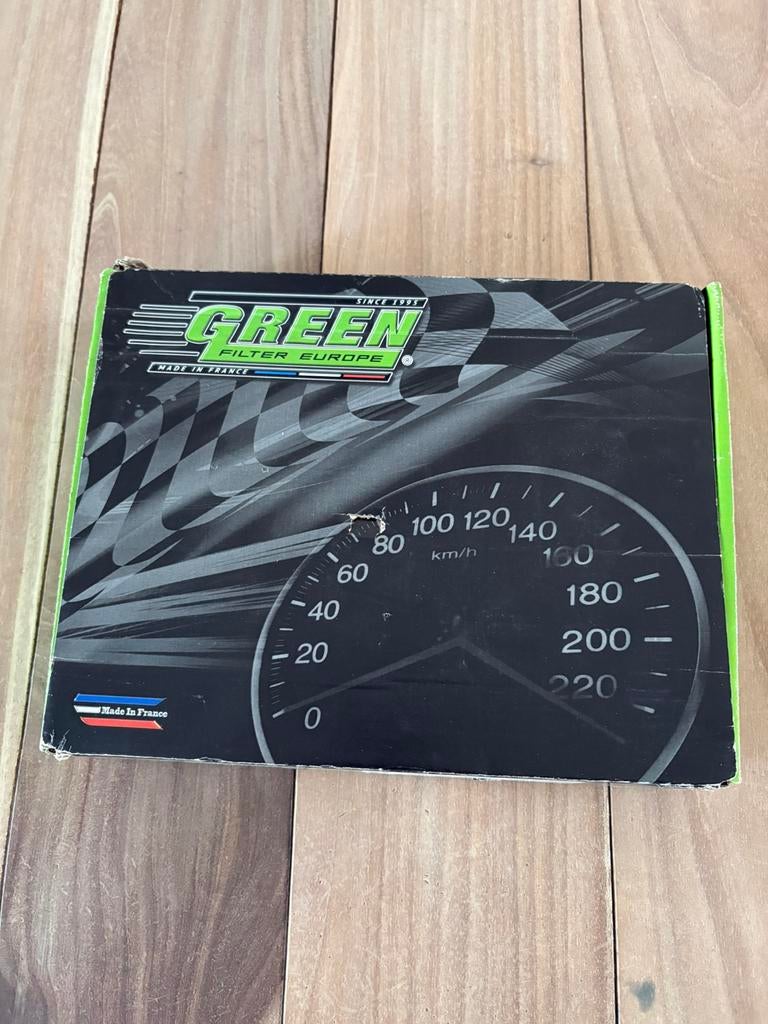 SINCE 1995
GREEN
FILTER EUROPE ®
MADE IN FRANCE
100
120
80
140
km/h
160
60
180
40
200
20
220
0
Made In France